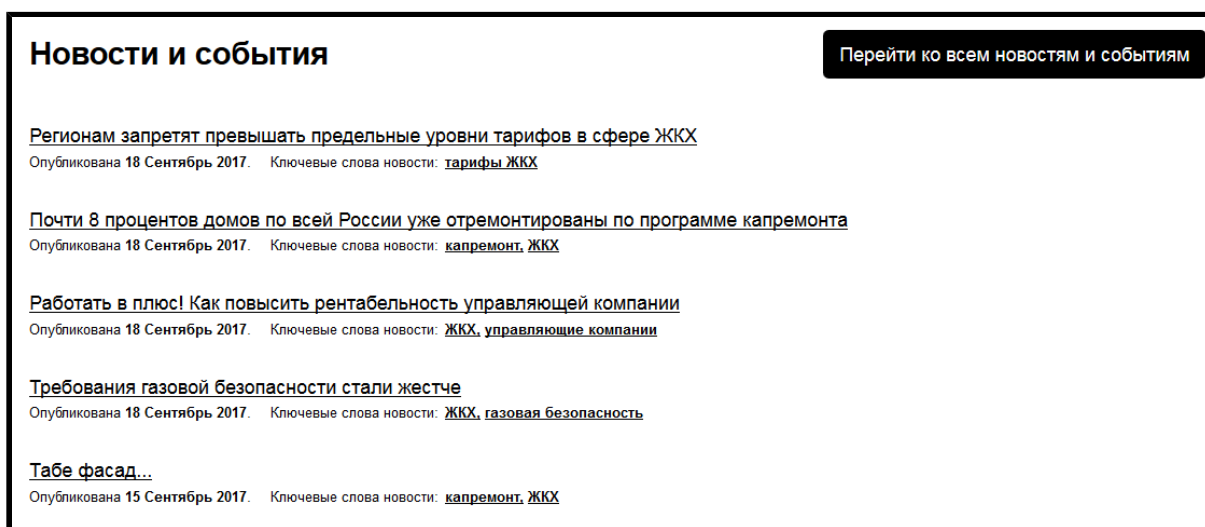 Новости и события
Перейти ко всем новостям и событиям
Регионам запретят превышать предельные уровни тарифов в сфере ЖКХ
Опубликована 18 Сентябрь 2017. Ключевые слова новости: тарифы ЖКХ
Почти 8 процентов домов по всей России уже отремонтированы по программе капремонта
Опубликована 18 Сентябрь 2017. Ключевые слова новости: капремонт, ЖКХ
Работать в плюс! Как повысить рентабельность управляющей компании
Опубликована 18 Сентябрь 2017. Ключевые слова новости: ЖКХ, управляющие компании
Требования газовой безопасности стали жестче
Опубликована 18 Сентябрь 2017. Ключевые слова новости: ЖКХ, газовая безопасность
Табе фасад...
Опубликована 15 Сентябрь 2017. Ключевые слова новости: капремонт, ЖКХ